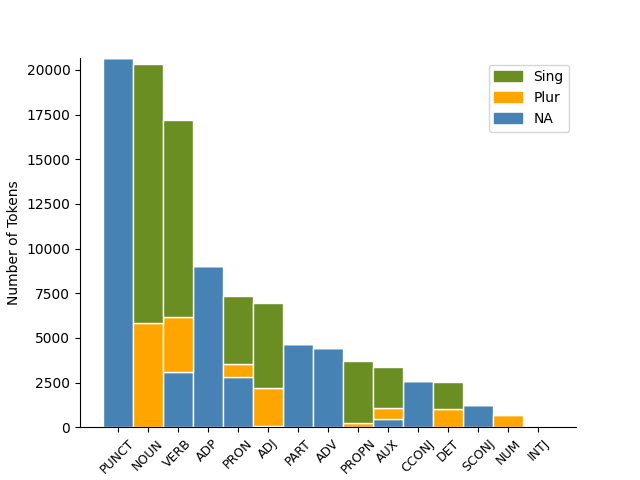 Sing
Plur
NA
Number of Tokens
20000
17500
15000
12500
10000
7500
5000
2500
0
PUNCT
NOUN
VERB
ADP
PRON
ADJ
PART
ADV
PROPN
AUX
CCONJ
DET
SCONJ
NUM
INTJ